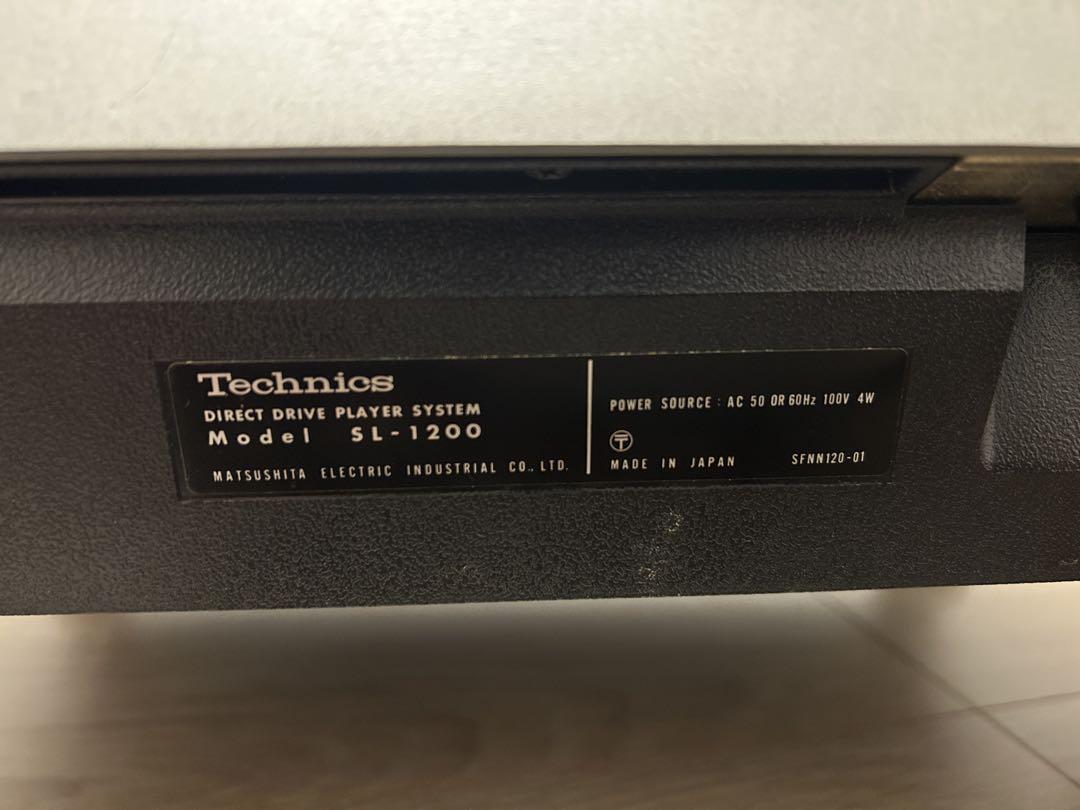 Technics
DIRECT DRIVE PLAYER SYSTEM
Model SL-1200
MATSUSHITA ELECTRIC INDUSTRIAL CO., LTD.
POWER SOURCE : AC 50 OR 60Hz 100V 4W
〒
MADE IN JAPAN SFNN120-01